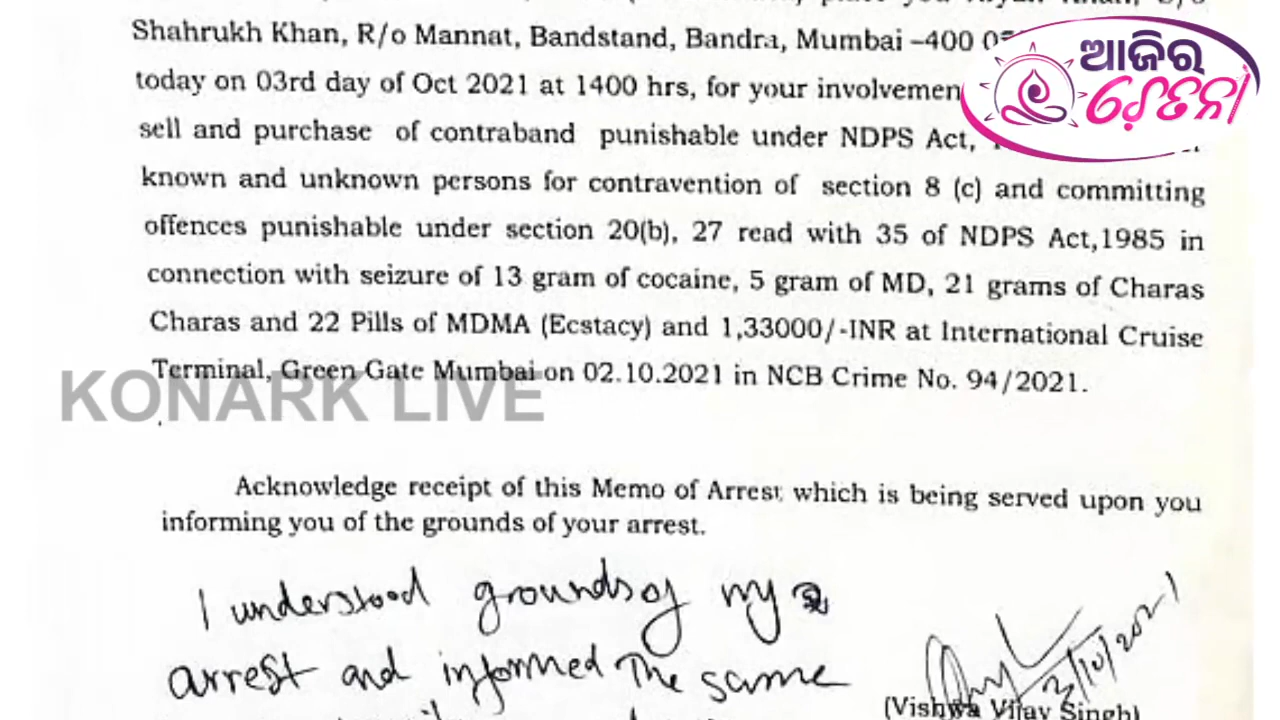 Shahrukh Khan, R/o Mannat, Bandstand, Bandra, Mumbai –400
ଆଜିର
ଚେତନା
today on 03rd day of Oct 2021 at 1400 hrs, for your involvemen
sell and purchase of contraband punishable under NDPS Act,
known and unknown persons for contravention of section 8 (c) and committing
offences punishable under section 20(b), 27 read with 35 of NDPS Act,1985 in
connection with seizure of 13 gram of cocaine, 5 gram of MD, 21 grams of Charas
Charas and 22 Pills of MDMA (Ecstacy) and 1,33000/-INR at International Cruise
Terminal, Green Gate Mumbai on 02.10.2021 in NCB Crime No. 94/2021.
KONARK LIVE
Acknowledge receipt of this Memo of Arrest which is being served upon you
informing you of the grounds of your arrest.
I understood grounds of my
arrest and informed The same
3/10/2021
(Vishwa Vijay Singh)